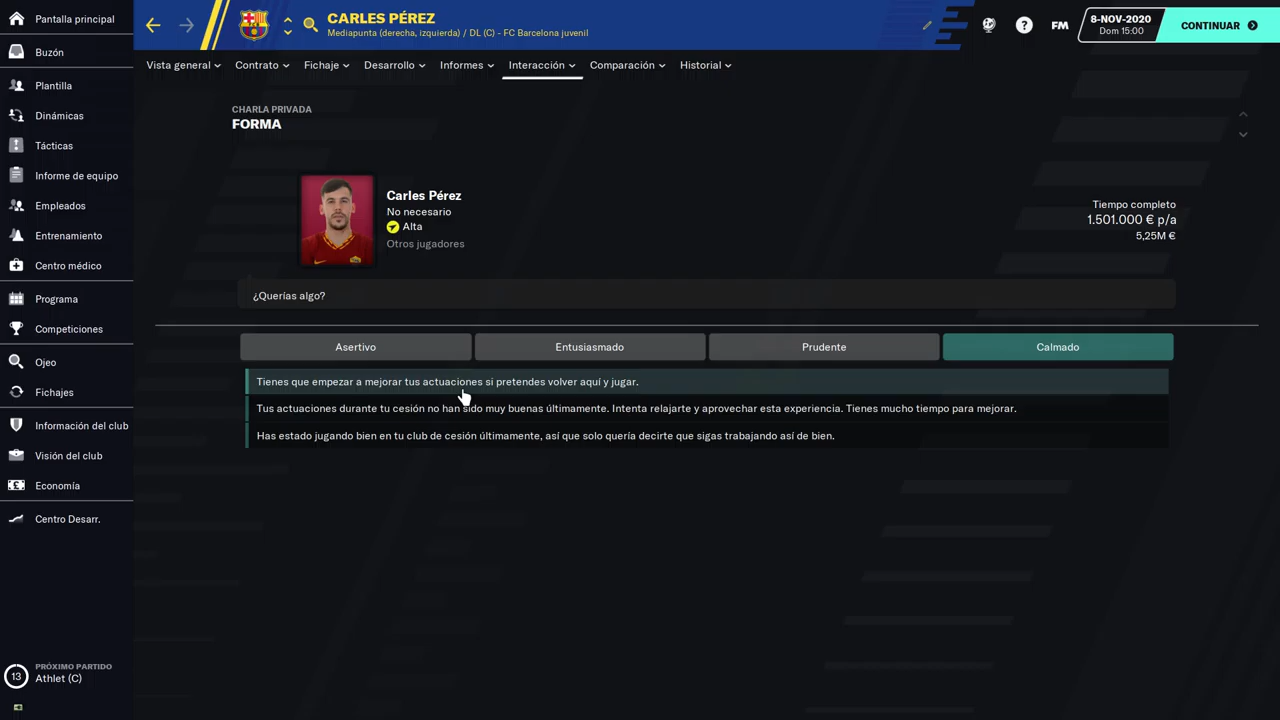 Pantalla principal
Buzón
Plantilla
Dinámicas
Tácticas
Informe de equipo
Empleados
Entrenamiento
Centro médico
Programa
Competiciones
Ojeo
Fichajes
Información del club
Visión del club
Economía
Centro Desarr.
13
PRÓXIMO PARTIDO
Athlet (C)
CARLES PÉREZ
Mediapunta (derecha, izquierda) / DL (C) - FC Barcelona juvenil
?
FM
8-NOV-2020
Dom 15:00
CONTINUAR
Vista general
Contrato
Fichaje
Desarrollo
Informes
Interacción
Comparación
Historial
CHARLA PRIVADA
FORMA
Carles Pérez
No necesario
Alta
Otros jugadores
Tiempo completo
1.501.000 € p/a
5,25M €
¿Querías algo?
Asertivo
Entusiasmado
Prudente
Calmado
Tienes que empezar a mejorar tus actuaciones si pretendes volver aquí y jugar.
Tus actuaciones durante tu cesión no han sido muy buenas últimamente. Intenta relajarte y aprovechar esta experiencia. Tienes mucho tiempo para mejorar.
Has estado jugando bien en tu club de cesión últimamente, así que solo quería decirte que sigas trabajando así de bien.